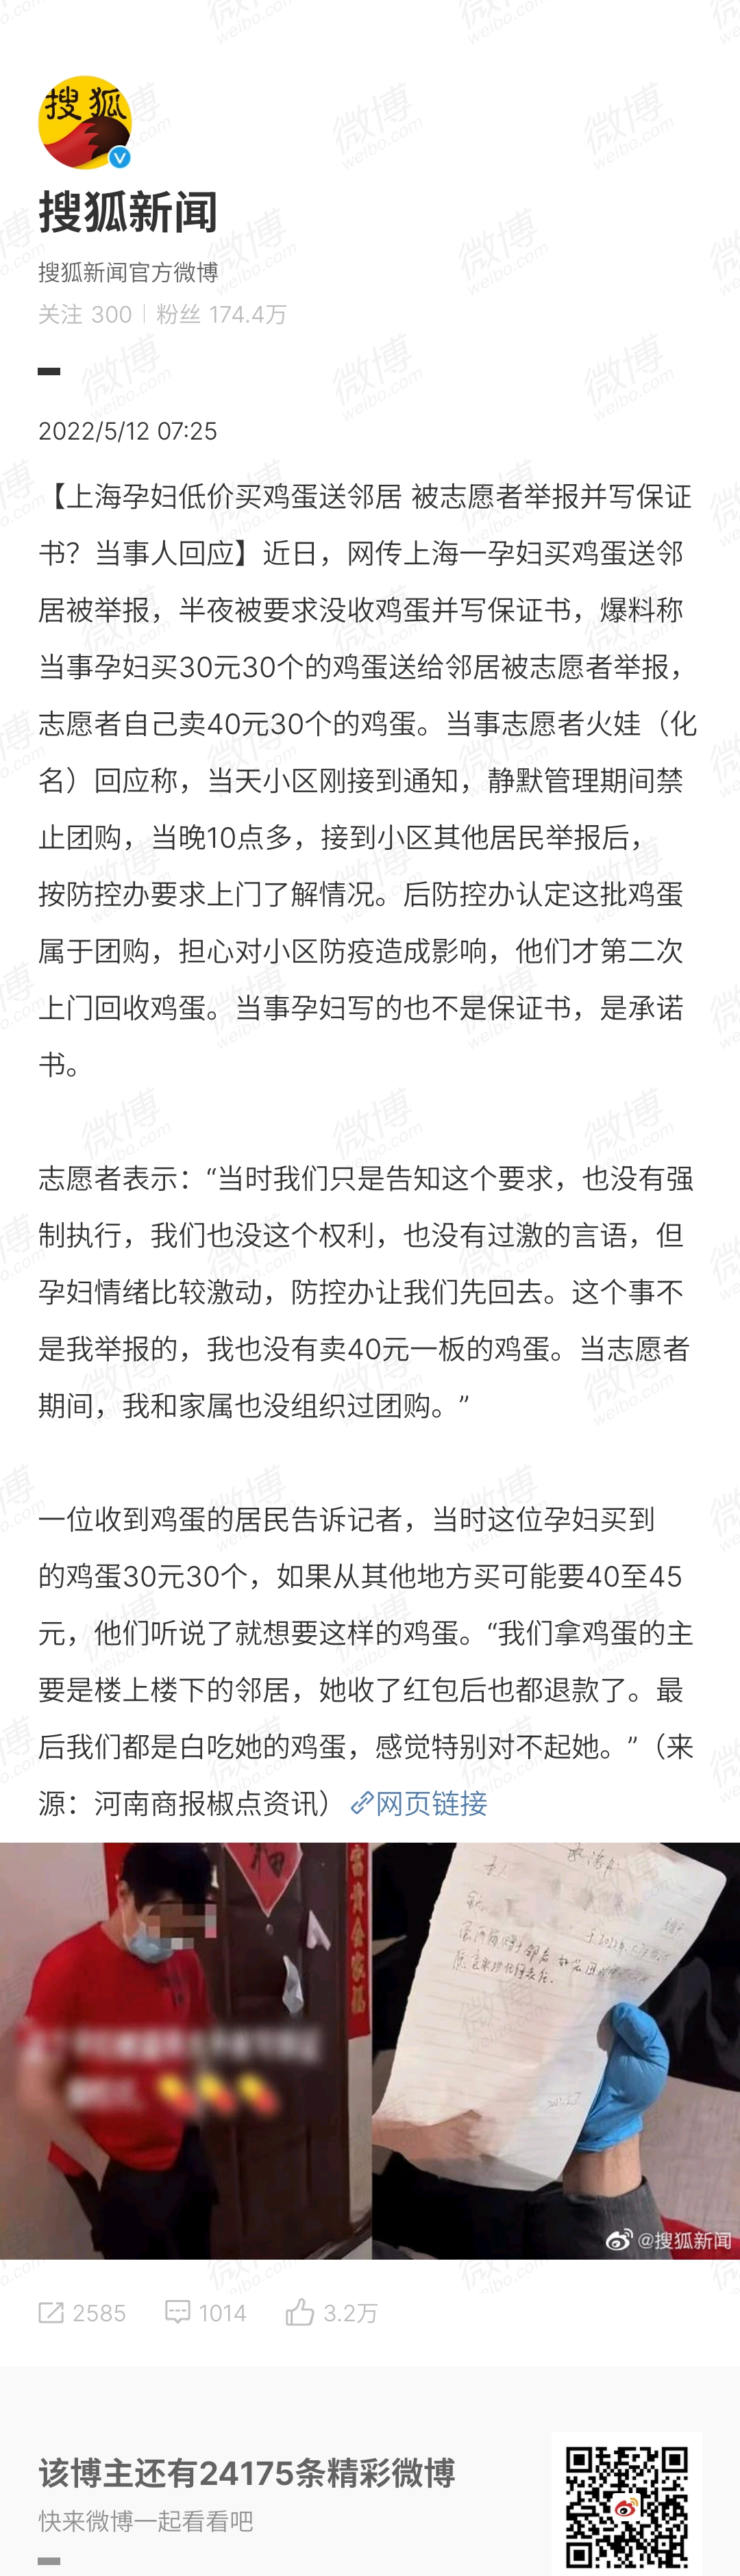 搜狐
搜狐新闻
搜狐新闻官方微博
关注 300 | 粉丝 174.4万
2022/5/12 07:25
【上海孕妇低价买鸡蛋送邻居 被志愿者举报并写保证
书？当事人回应】近日，网传上海一孕妇买鸡蛋送邻
居被举报，半夜被要求没收鸡蛋并写保证书，爆料称
当事孕妇买30元30个的鸡蛋送给邻居被志愿者举报，
志愿者自己卖40元30个的鸡蛋。当事志愿者火娃（化
名）回应称，当天小区刚接到通知，静默管理期间禁
止团购，当晚10点多，接到小区其他居民举报后，
按防控办要求上门了解情况。后防控办认定这批鸡蛋
属于团购，担心对小区防疫造成影响，他们才第二次
上门回收鸡蛋。当事孕妇写的也不是保证书，是承诺
书。
志愿者表示：“当时我们只是告知这个要求，也没有强
制执行，我们也没这个权利，也没有过激的言语，但
孕妇情绪比较激动，防控办让我们先回去。这个事不
是我举报的，我也没有卖40元一板的鸡蛋。当志愿者
期间，我和家属也没组织过团购。”
一位收到鸡蛋的居民告诉记者，当时这位孕妇买到
的鸡蛋30元30个，如果从其他地方买可能要40至45
元，他们听说了就想要这样的鸡蛋。“我们拿鸡蛋的主
要是楼上楼下的邻居，她收了红包后也都退款了。最
后我们都是白吃她的鸡蛋，感觉特别对不起她。”（来
源：河南商报椒点资讯）网页链接
福
富贵全家福
@搜狐新闻
2585 1014 3.2万
该博主还有24175条精彩微博
快来微博一起看看吧
微博
weibo.com